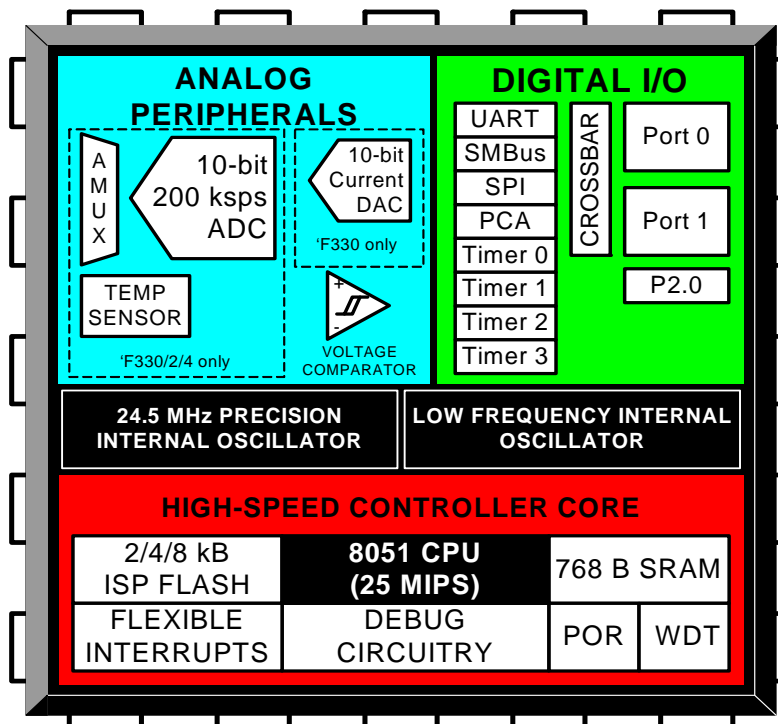 ANALOG
PERIPHERALS
A
M
U
X
10-bit
200 ksps
ADC
10-bit
Current
DAC
‘F330 only
TEMP
SENSOR
‘F330/2/4 only
+
-
VOLTAGE
COMPARATOR
DIGITAL I/O
UART
SMBus
SPI
PCA
Timer 0
Timer 1
Timer 2
Timer 3
CROSSBAR
Port 0
Port 1
P2.0
24.5 MHz PRECISION
INTERNAL OSCILLATOR
LOW FREQUENCY INTERNAL
OSCILLATOR
HIGH-SPEED CONTROLLER CORE
2/4/8 kB
ISP FLASH
8051 CPU
(25 MIPS)
768 B SRAM
FLEXIBLE
INTERRUPTS
DEBUG
CIRCUITRY
POR
WDT